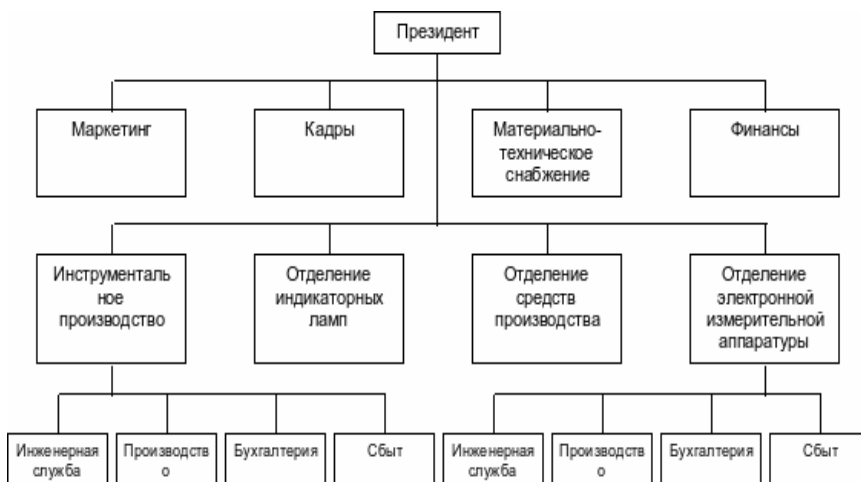 Президент
Маркетинг
Кадры
Материально-
техническое
снабжение
Финансы
Инструменталь
ное
производство
Отделение
индикаторных
ламп
Отделение
средств
производства
Отделение
электронной
измерительной
аппаратуры
Инженерная
служба
Производств
о
Бухгалтерия
Сбыт
Инженерная
служба
Производств
о
Бухгалтерия
Сбыт